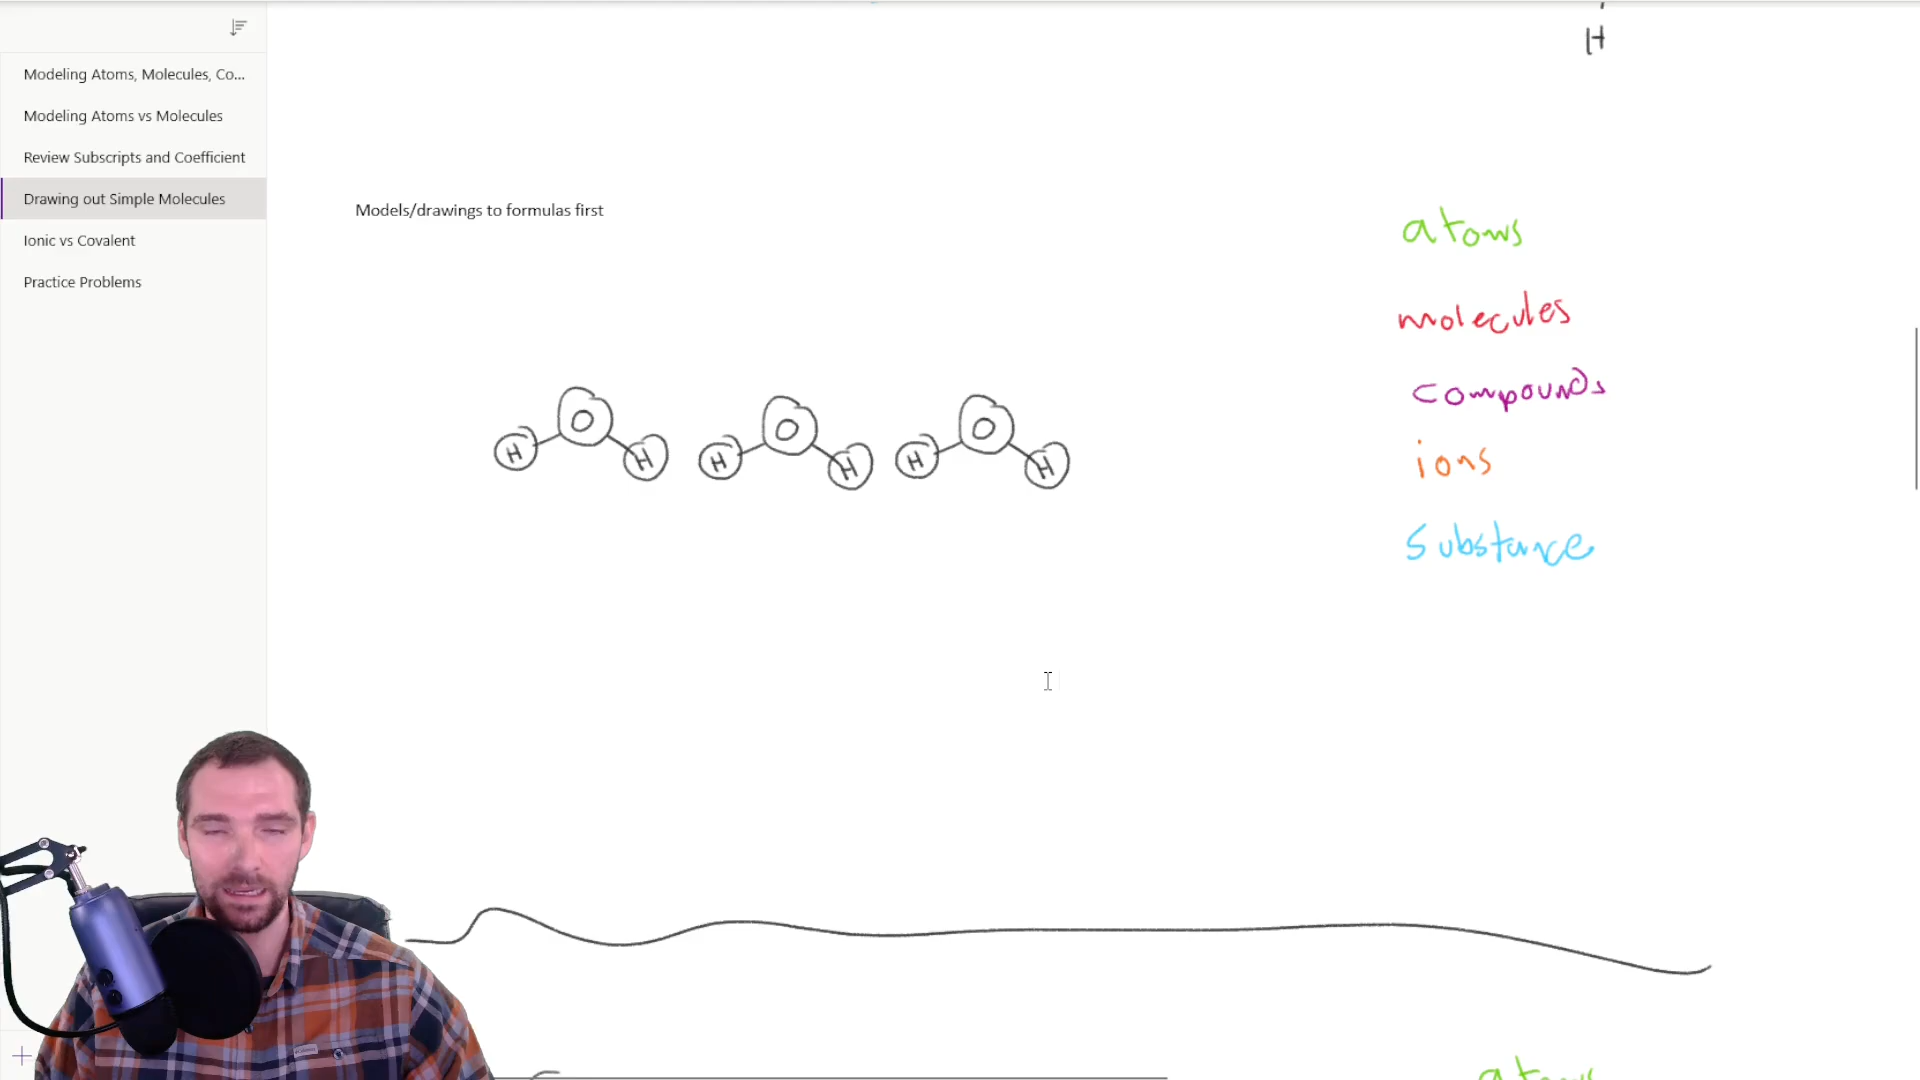 Modeling Atoms, Molecules, Co...
Modeling Atoms vs Molecules
Review Subscripts and Coefficient
Drawing out Simple Molecules
Ionic vs Covalent
Practice Problems
H
Models/drawings to formulas first
atoms
molecules
compounds
ions
Substance
O O O
H H H H H H
atoms